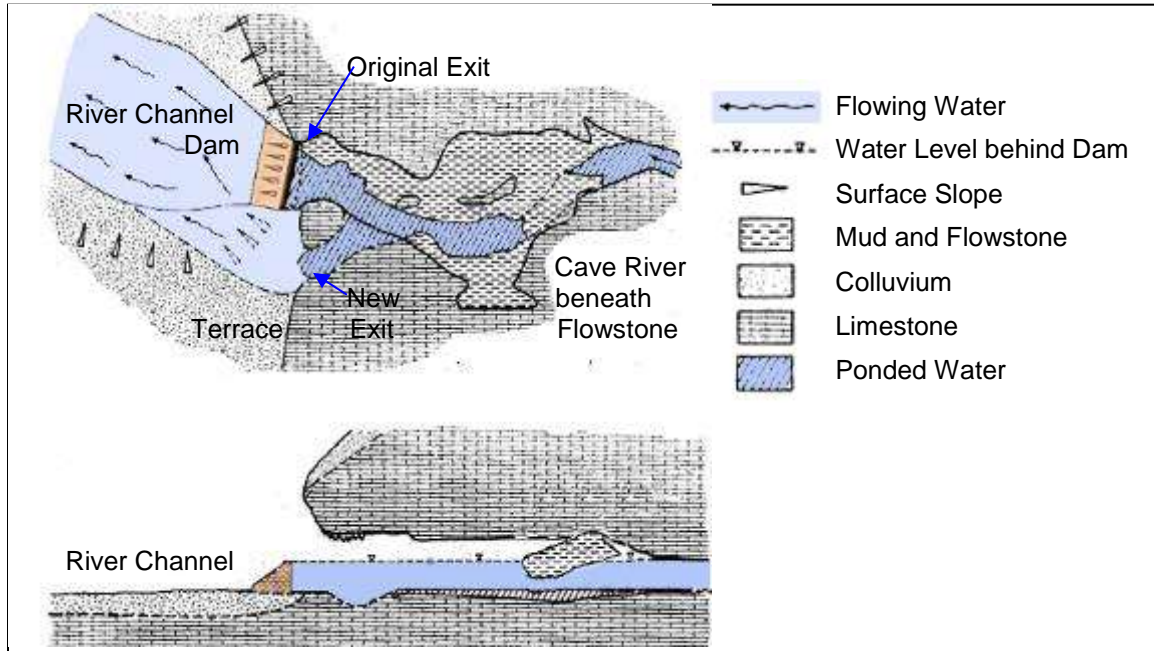 Original Exit
River Channel
Dam
New
Exit
Terrace
Cave River
beneath
Flowstone
Flowing Water
Water Level behind Dam
Surface Slope
Mud and Flowstone
Colluvium
Limestone
Ponded Water
River Channel